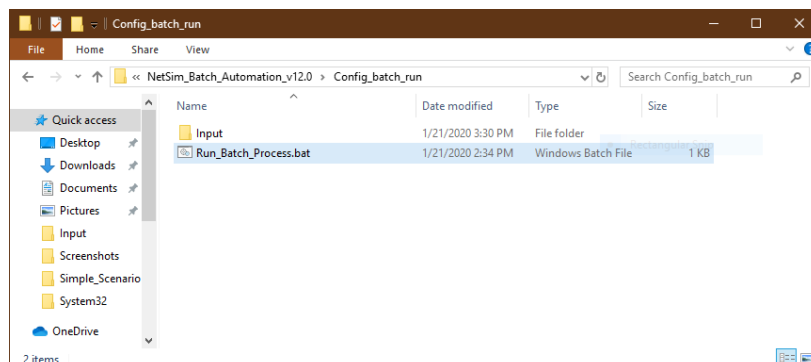 Config_batch_run
File Home Share View
« NetSim_Batch_Automation_v12.0 › Config_batch_run
Search Config_batch_run
Name Date modified Type Size
Quick access
Desktop
Downloads
Documents
Pictures
Input
Screenshots
Simple_Scenario
System32
OneDrive
Input 1/21/2020 3:30 PM File folder
Run_Batch_Process.bat 1/21/2020 2:34 PM Windows Batch File 1 KB
Rectangular Snip
2 items